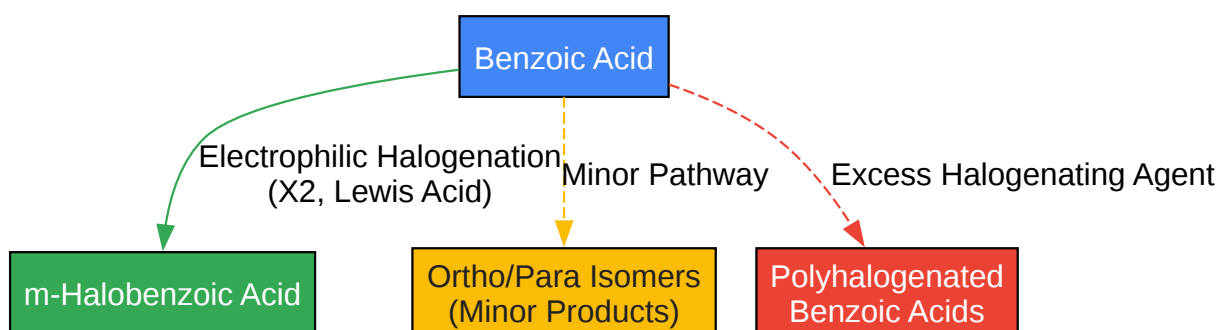 Benzoic Acid
Electrophilic Halogenation
(X2, Lewis Acid)
Minor Pathway
Excess Halogenating Agent
m-Halobenzoic Acid
Ortho/Para Isomers
(Minor Products)
Polyhalogenated
Benzoic Acids